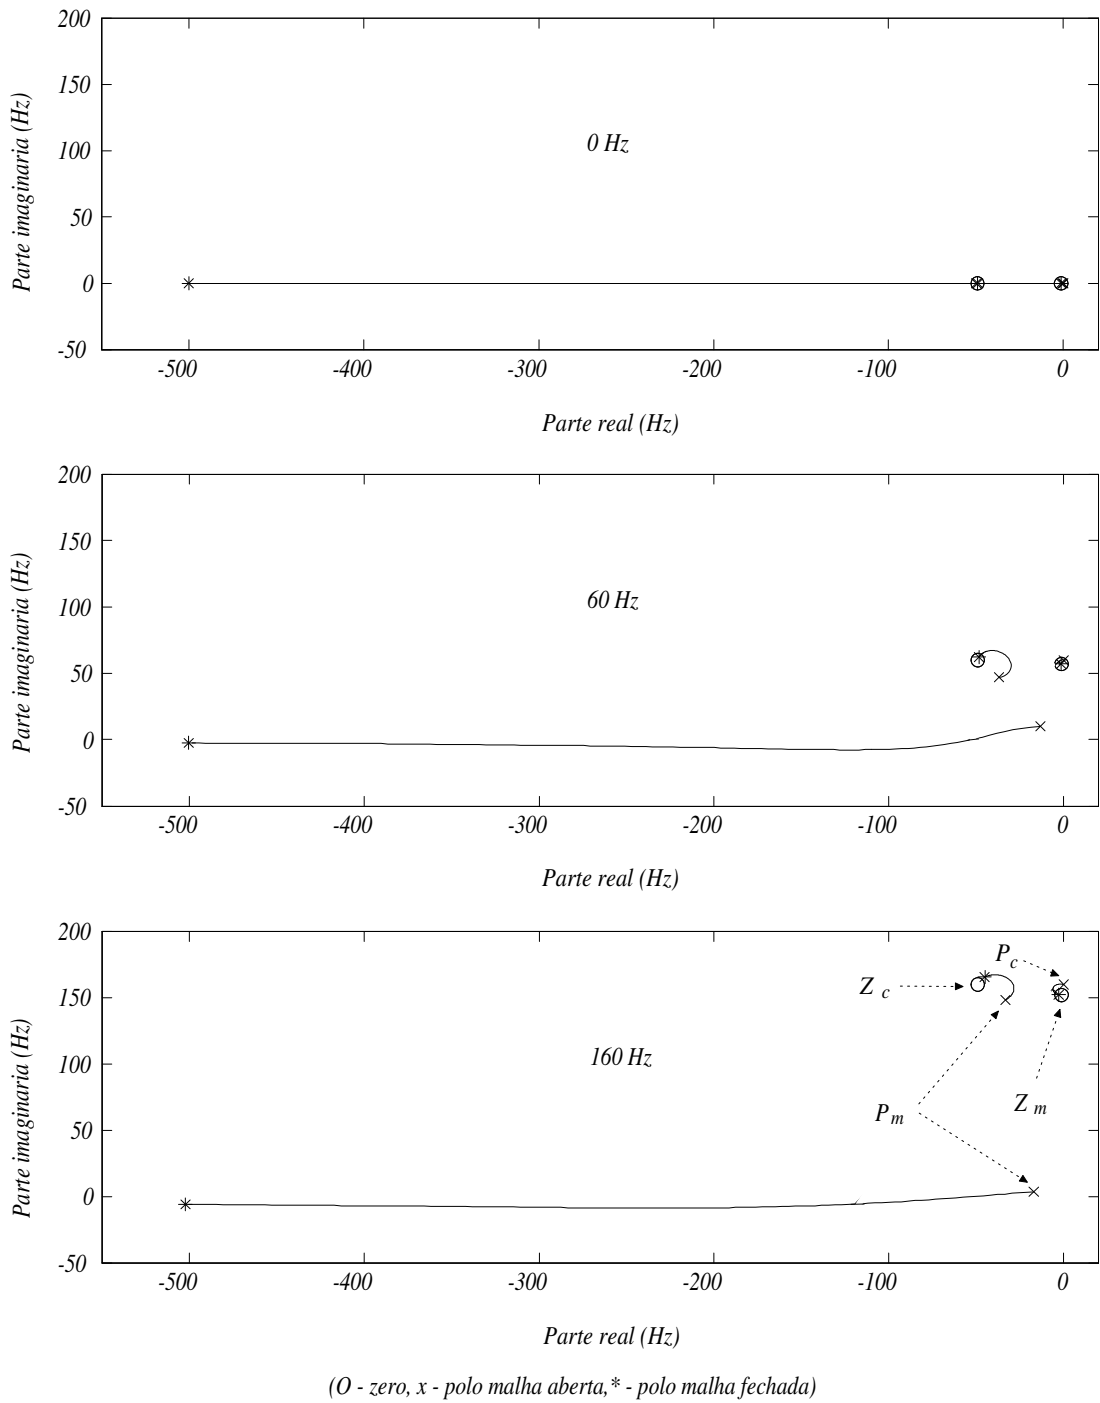 200
150
100
50
0
-50
Parte imaginaria (Hz)
0 Hz
-500 -400 -300 -200 -100 0
Parte real (Hz)
200
150
100
50
0
-50
Parte imaginaria (Hz)
60 Hz
-500 -400 -300 -200 -100 0
Parte real (Hz)
200
150
100
50
0
-50
Parte imaginaria (Hz)
P c
Z c
160 Hz
Z m
P m
-500 -400 -300 -200 -100 0
Parte real (Hz)
(O - zero, x - polo malha aberta,* - polo malha fechada)